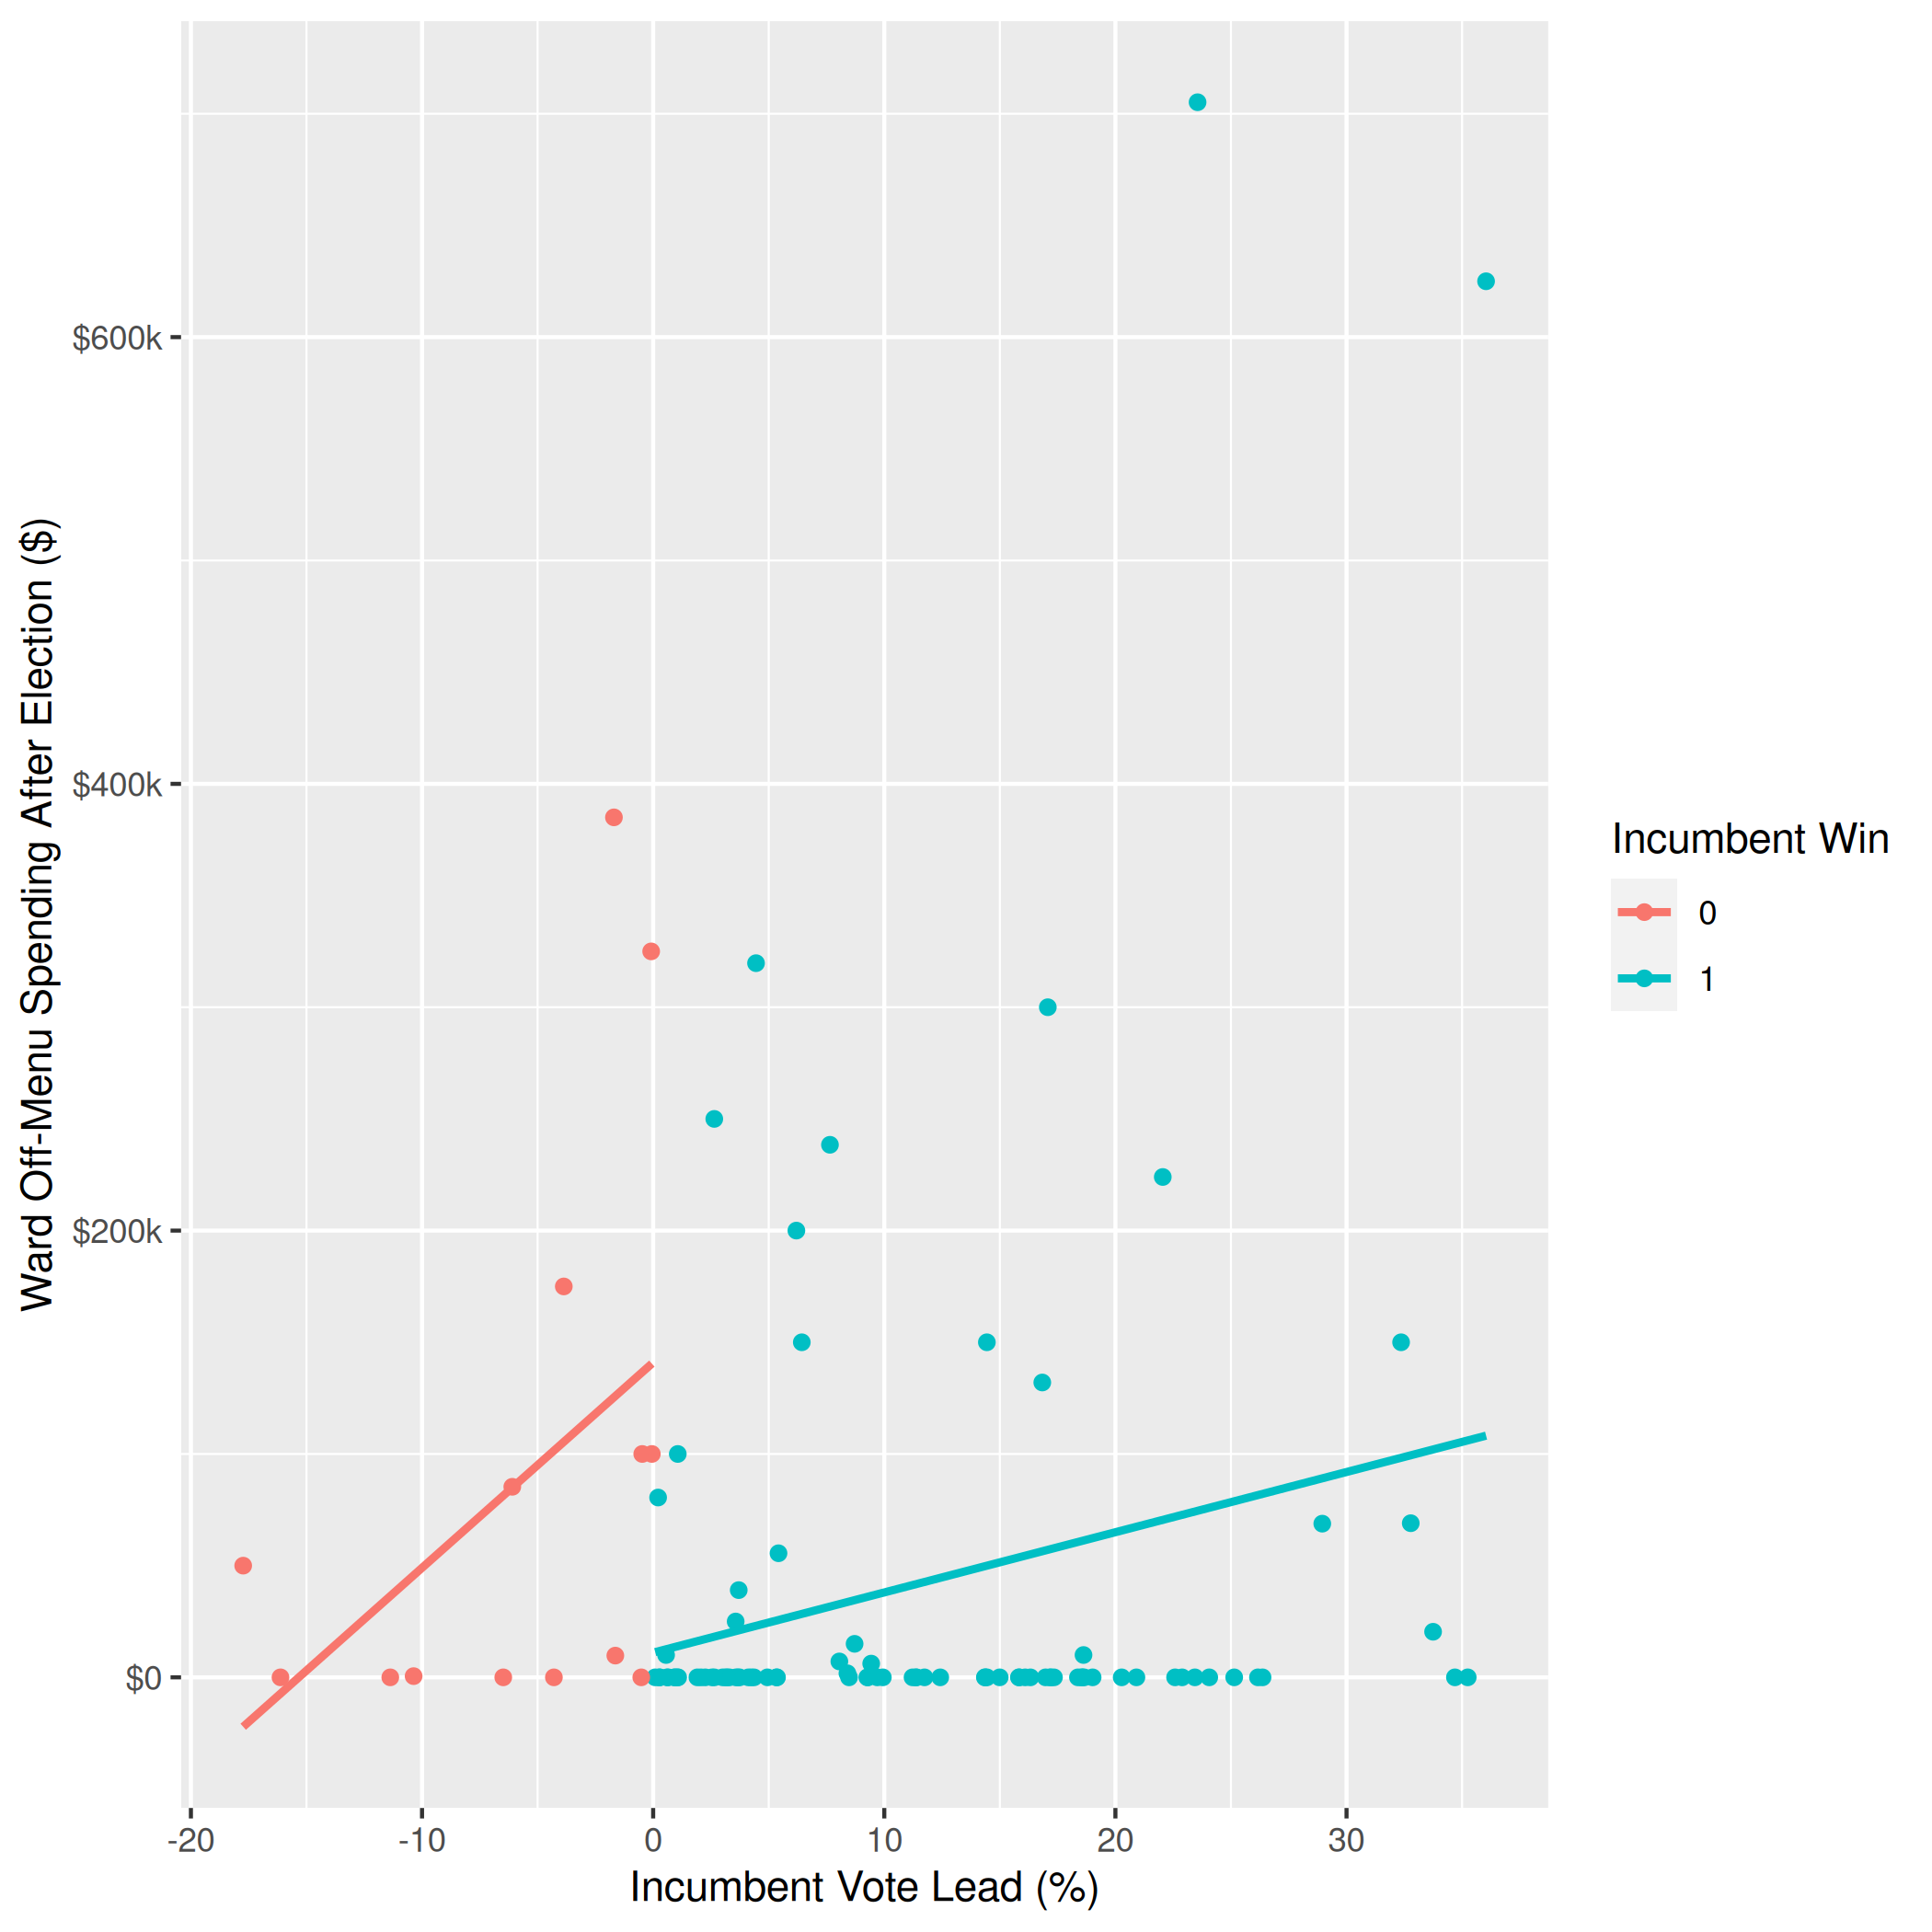 Ward Off-Menu Spending After Election ($)
$600k
$400k
$200k
$0
-20 -10 0 10 20 30
Incumbent Vote Lead (%)
Incumbent Win
0
1